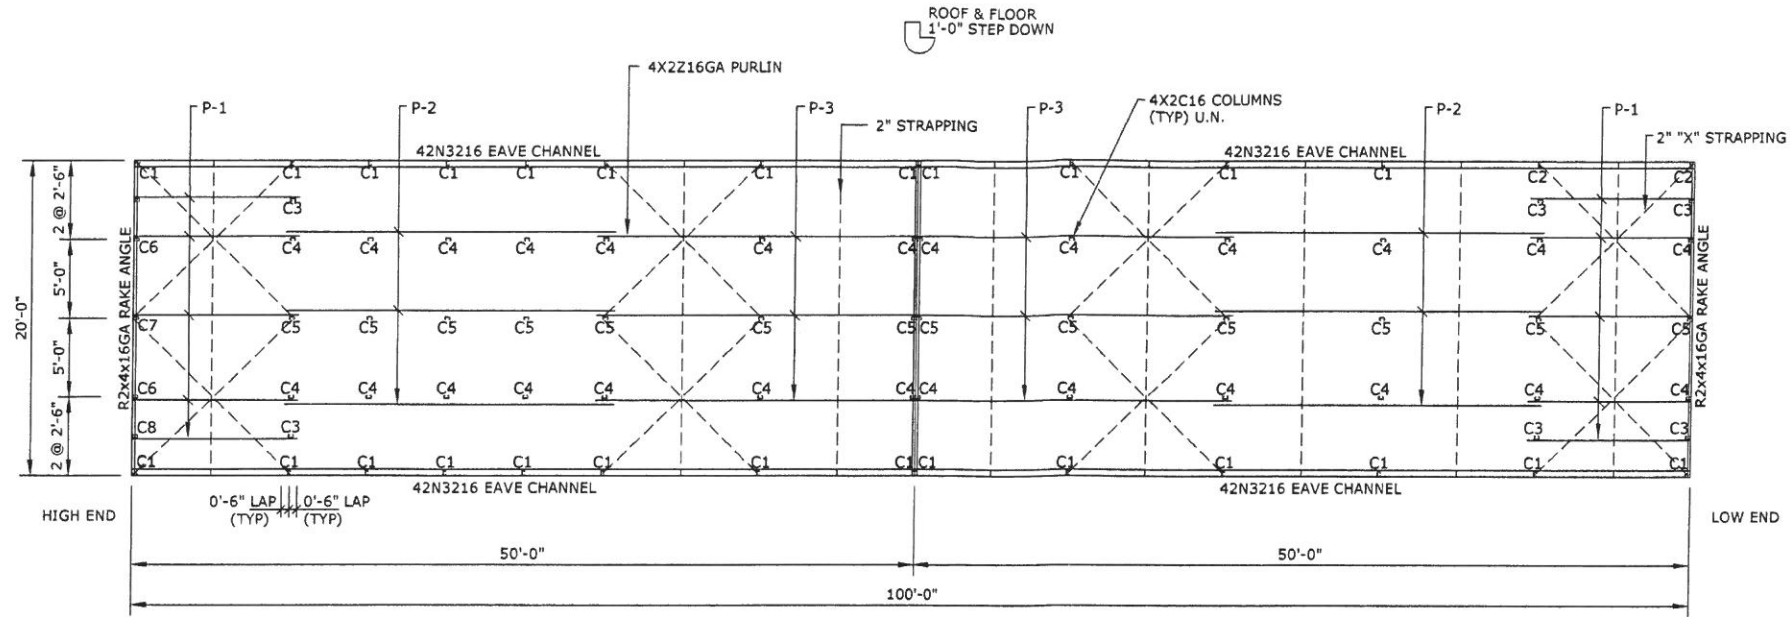 ROOF & FLOOR
1'-0" STEP DOWN
4X2Z16GA PURLIN
P-1
P-2
P-3
P-3
4X2C16 COLUMNS
(TYP) U.N.
P-2
P-1
2" STRAPPING
2" "X" STRAPPING
42N3216 EAVE CHANNEL
42N3216 EAVE CHANNEL
C1 C1 C1 C1 C1 C1 C1 C1 C1 C1 C1 C1 C2 C2
C3 C3 C3
C6 C4 C4 C4 C4 C4 C4 C4 C4 C4 C4 C4 C4 C4
C7 C5 C5 C5 C5 C5 C5 C5 C5 C5 C5 C5 C5 C5
C6 C4 C4 C4 C4 C4 C4 C4 C4 C4 C4 C4 C4 C4
C8 C3 C3 C3
C1 C1 C1 C1 C1 C1 C1 C1 C1 C1 C1 C1 C1 C1
20'-0"
2 @ 2'-6"
5'-0"
5'-0"
2 @ 2'-6"
R2x4x16GA RAKE ANGLE
R2x4x16GA RAKE ANGLE
42N3216 EAVE CHANNEL
42N3216 EAVE CHANNEL
HIGH END
0'-6" LAP
(TYP)
0'-6" LAP
(TYP)
LOW END
50'-0"
50'-0"
100'-0"